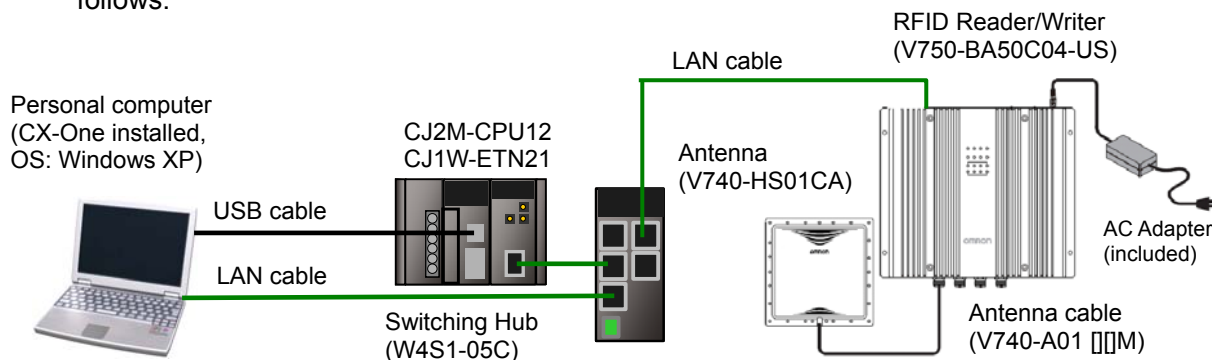 follows.
RFID Reader/Writer
(V750-BA50C04-US)
LAN cable
Personal computer
(CX-One installed,
OS: Windows XP)
CJ2M-CPU12
CJ1W-ETN21
Antenna
(V740-HS01CA)
USB cable
LAN cable
AC Adapter
(included)
OMRON
OMRON
Switching Hub
(W4S1-05C)
Antenna cable
(V740-A01 [][]M)